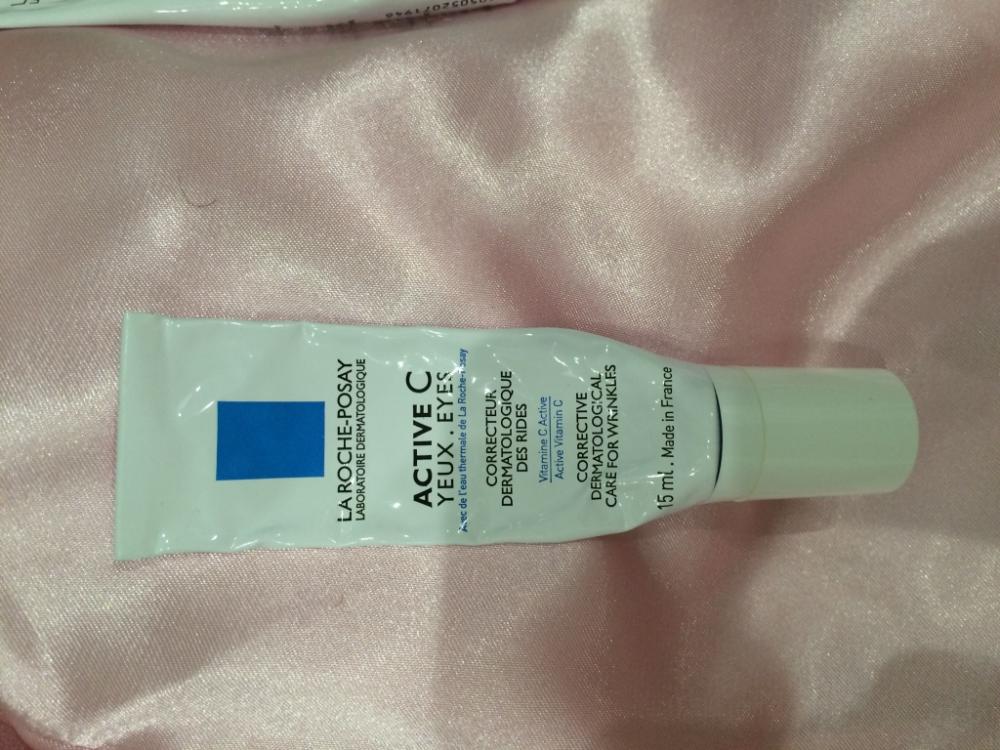 LA ROCHE-POSAY
LABORATOIRE DERMATOLOGIQUE
ACTIVE C
YEUX . EYES
Avec de l'eau thermale de La Roche-Posay
CORRECTEUR
DERMATOLOGIQUE
DES RIDES
Vitamine C Active
Active Vitamin C
CORRECTIVE
DERMATOLOGICAL
CARE FOR WRINKLES
15 ml . Made in France